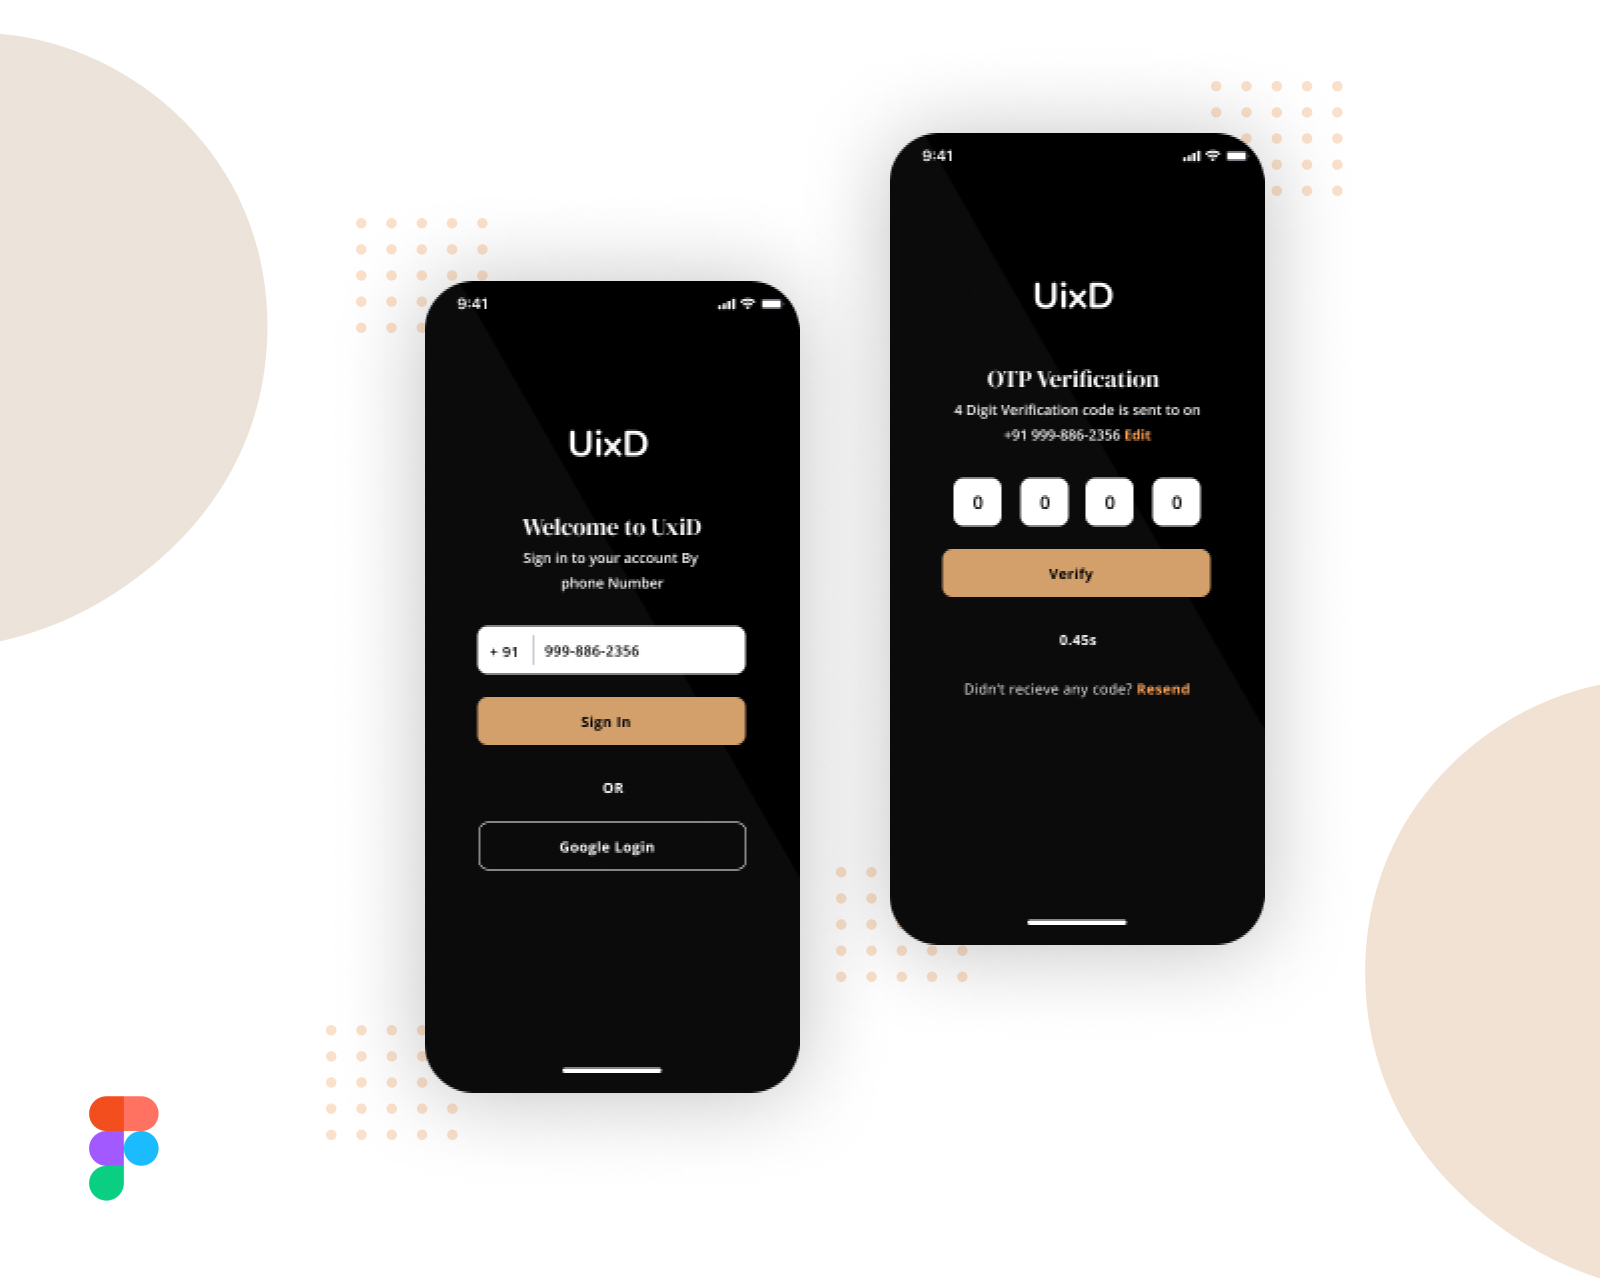 9:41
UixD
Welcome to UxiD
Sign in to your account By
phone Number
+ 91 999-886-2356
Sign In
OR
Google Login
9:41
UixD
OTP Verification
4 Digit Verification code is sent to on
+91 999-886-2356 Edit
0 0 0 0
Verify
0.45s
Didn't recieve any code? Resend